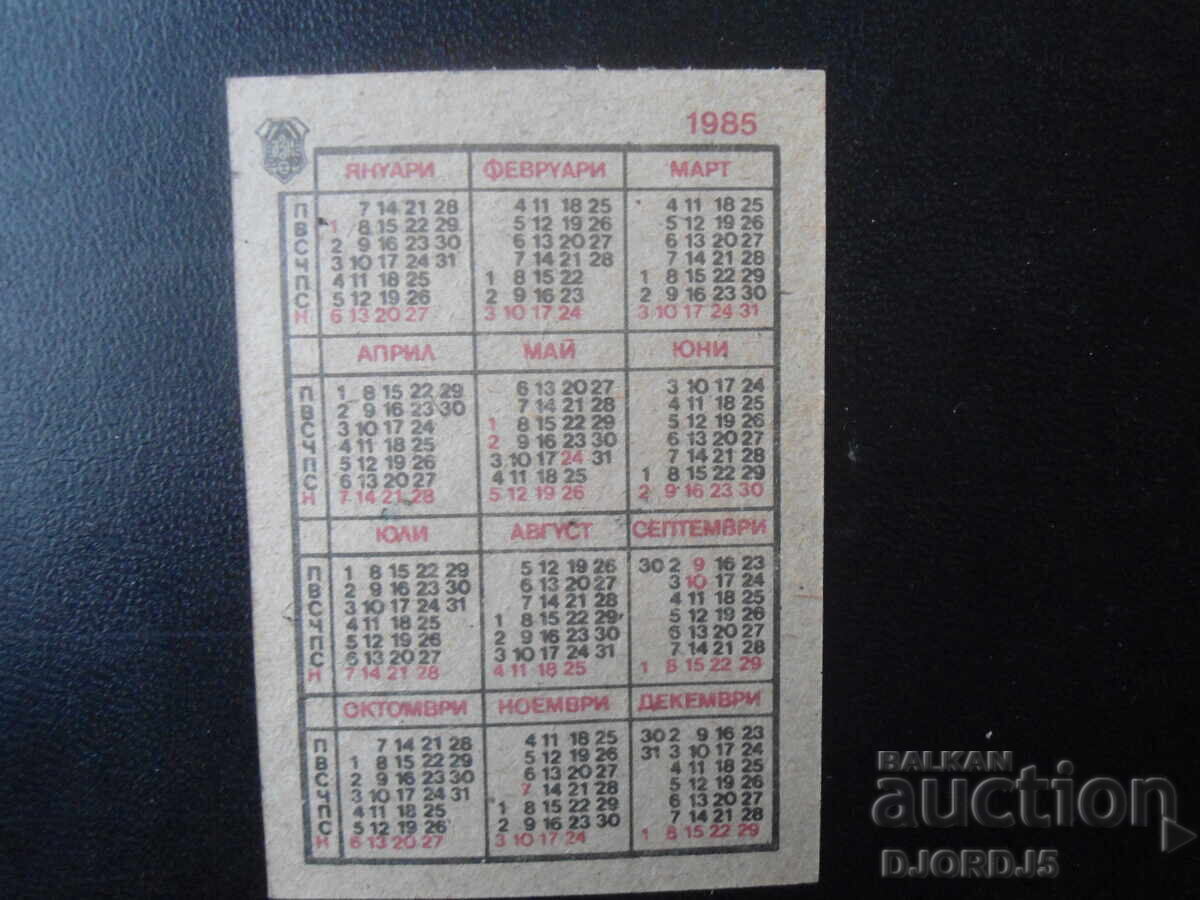 1985
ЯНУАРИ ФЕВРУАРИ МАРТ
П 7 14 21 28 4 11 18 25 4 11 18 25
В 1 8 15 22 29 5 12 19 26 5 12 19 26
С 2 9 16 23 30 6 13 20 27 6 13 20 27
Ч 3 10 17 24 31 7 14 21 28 7 14 21 28
П 4 11 18 25 1 8 15 22 1 8 15 22 29
С 5 12 19 26 2 9 16 23 2 9 16 23 30
Н 6 13 20 27 3 10 17 24 3 10 17 24 31
АПРИЛ МАЙ ЮНИ
П 1 8 15 22 29 6 13 20 27 3 10 17 24
В 2 9 16 23 30 7 14 21 28 4 11 18 25
С 3 10 17 24 1 8 15 22 29 5 12 19 26
Ч 4 11 18 25 2 9 16 23 30 6 13 20 27
П 5 12 19 26 3 10 17 24 31 7 14 21 28
С 6 13 20 27 4 11 18 25 1 8 15 22 29
Н 7 14 21 28 5 12 19 26 2 9 16 23 30
ЮЛИ АВГУСТ СЕПТЕМВРИ
П 1 8 15 22 29 5 12 19 26 30 2 9 16 23
В 2 9 16 23 30 6 13 20 27 3 10 17 24
С 3 10 17 24 31 7 14 21 28 4 11 18 25
Ч 4 11 18 25 1 8 15 22 29 5 12 19 26
П 5 12 19 26 2 9 16 23 30 6 13 20 27
С 6 13 20 27 3 10 17 24 31 7 14 21 28
Н 7 14 21 28 4 11 18 25 1 8 15 22 29
ОКТОМВРИ НОЕМВРИ ДЕКЕМВРИ
П 7 14 21 28 4 11 18 25 30 2 9 16 23
В 1 8 15 22 29 5 12 19 26 31 3 10 17 24
С 2 9 16 23 30 6 13 20 27 4 11 18 25
Ч 3 10 17 24 31 7 14 21 28 5 12 19 26
П 4 11 18 25 1 8 15 22 29 6 13 20 27
С 5 12 19 26 2 9 16 23 30 7 14 21 28
Н 6 13 20 27 3 10 17 24 1 8 15 22 29
BALKAN
auction
DJORDJ5